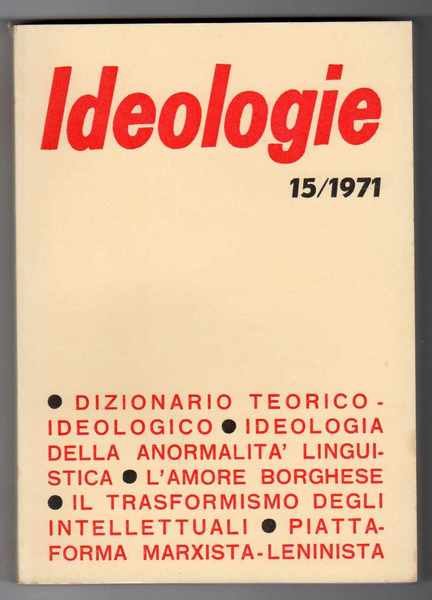 Ideologie
15/1971
● DIZIONARIO TEORICO-
IDEOLOGICO ● IDEOLOGIA
DELLA ANORMALITA' LINGUI-
STICA ● L'AMORE BORGHESE
● IL TRASFORMISMO DEGLI
INTELLETTUALI ● PIATTA-
FORMA MARXISTA-LENINISTA